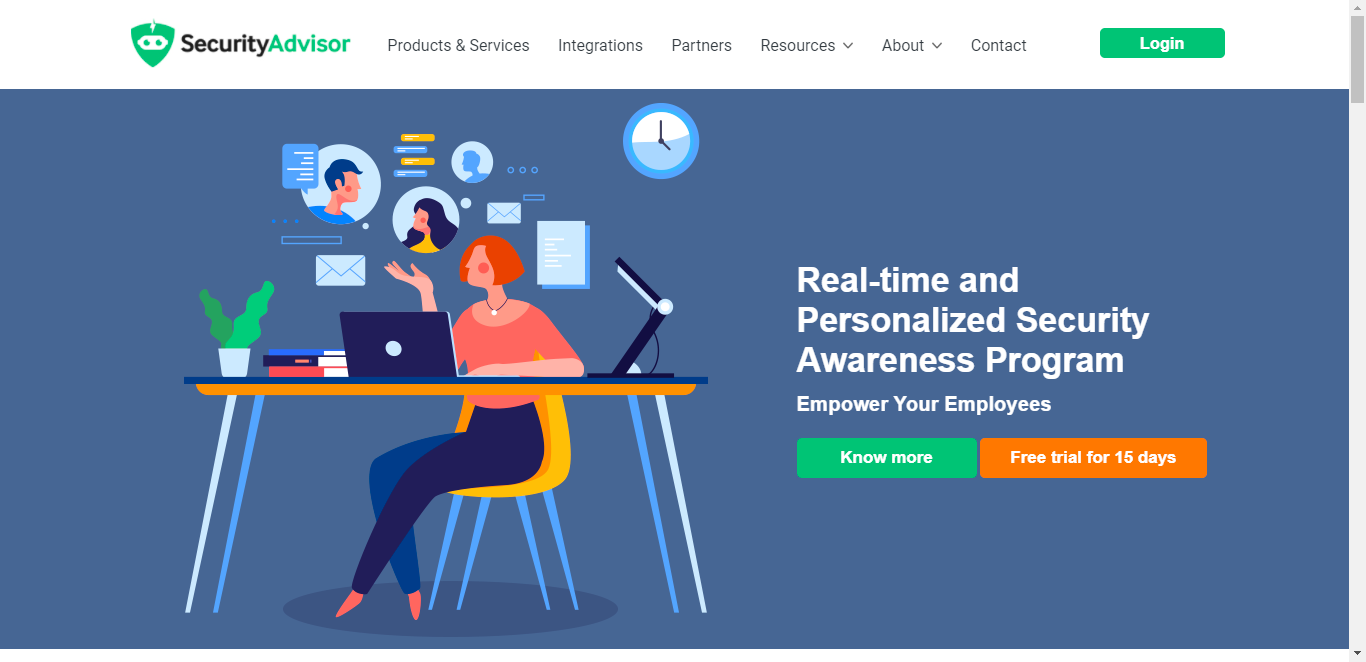 SecurityAdvisor
Products & Services
Integrations
Partners
Resources
About
Contact
Login
Real-time and
Personalized Security
Awareness Program
Empower Your Employees
Know more
Free trial for 15 days